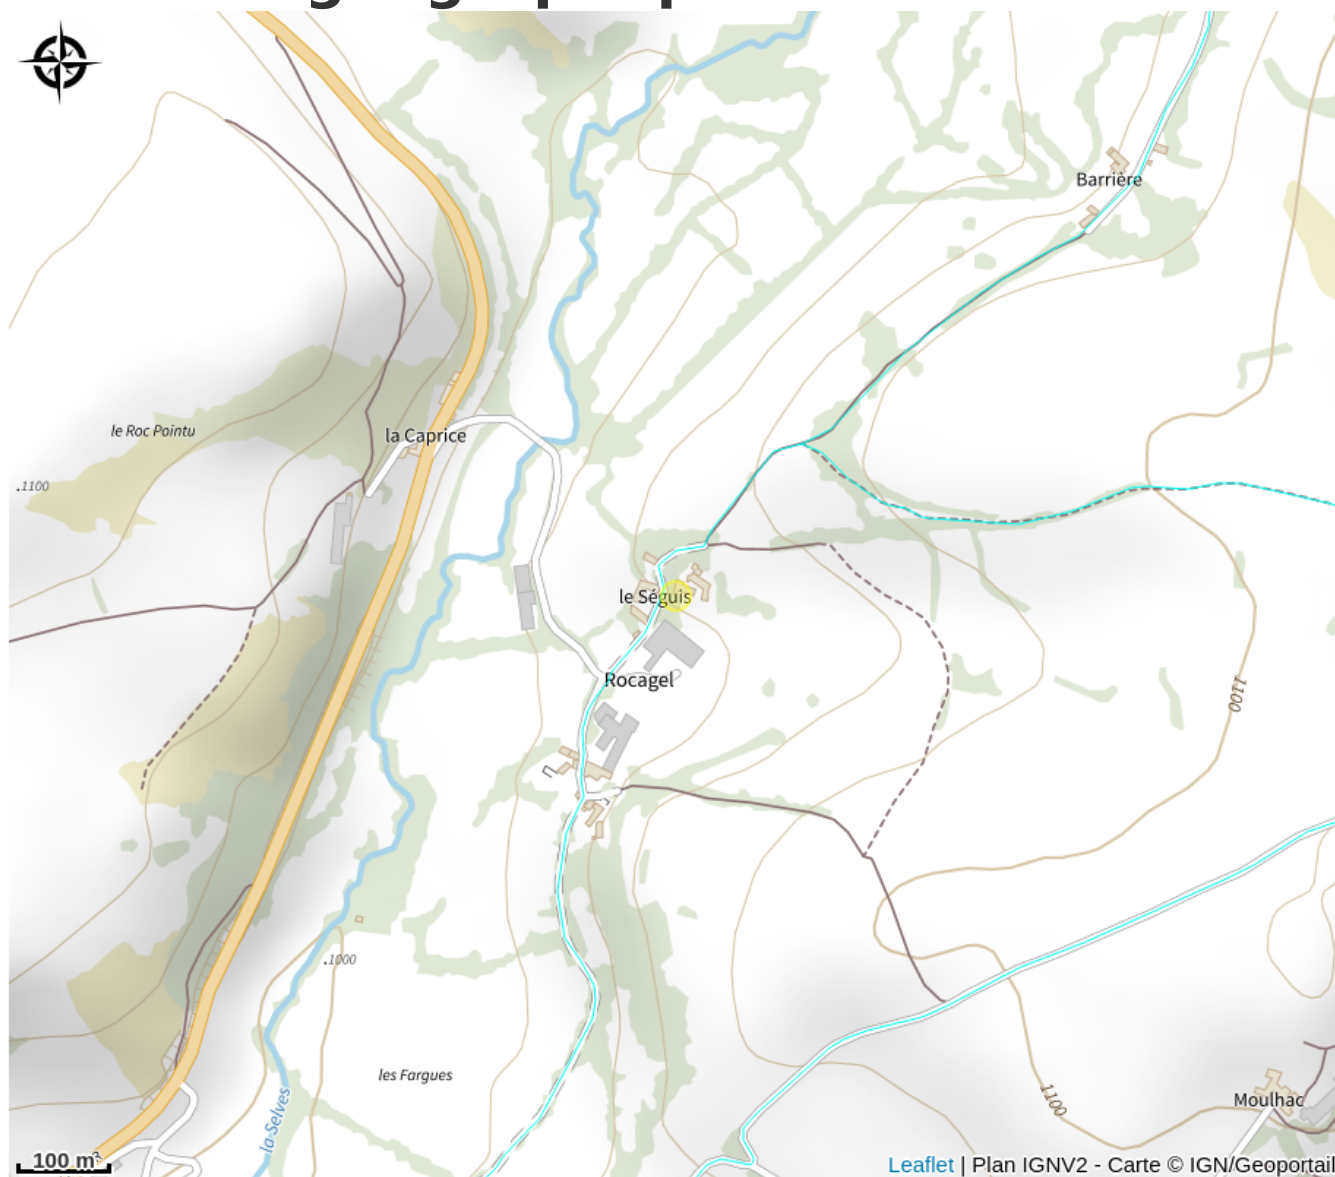 Barrière
le Roc Pointu
la Caprice
.1100
le Séguis
Rocagel
1100
.1000
les Fargues
la Selves
1100
Moulhac
100 m
Leaflet | Plan IGNV2 - Carte © IGN/Geoportail